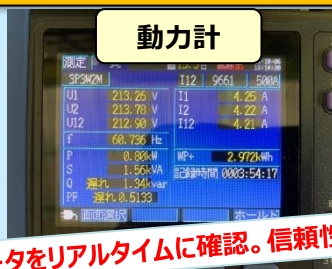 動力計
測定
3P3W2M I12 9661 500A
U1 213.26 V I1 4.25 A
U2 213.78 V I2 4.22 A
U12 212.90 V I12 4.21 A
f 60.736 Hz
P 0.80kW WP+ 2.972kWh
S 1.56kVA 記録時間 0003:54:17
Q 遅れ 1.34kvar
PF 遅れ 0.5133
画面選択 ホールド
タをリアルタイムに確認。信頼性